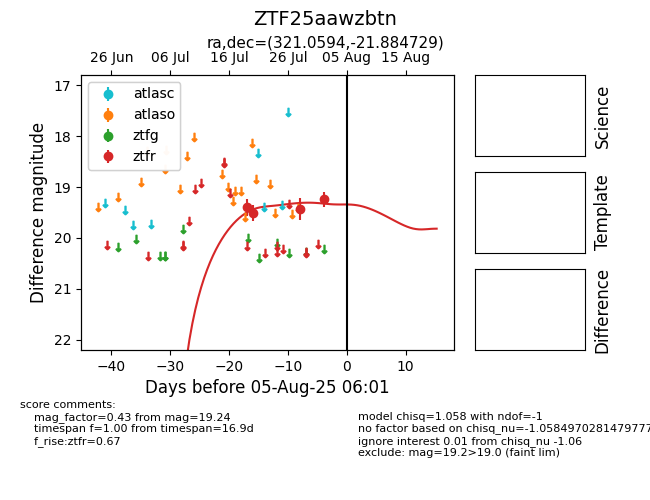 ZTF25aawzbtn
ra,dec=(321.0594,-21.884729)
26 Jun 06 Jul 16 Jul 26 Jul 05 Aug 15 Aug
17
18
19
20
21
22
Difference magnitude
atlasc
atlaso
ztfg
ztfr
−40 −30 −20 −10 0 10
Days before 05-Aug-25 06:01
Science
Template
Difference
score comments:
mag_factor=0.43 from mag=19.24
timespan f=1.00 from timespan=16.9d
f_rise:ztfr=0.67
model chisq=1.058 with ndof=-1
no factor based on chisq_nu=-1.0584970281479777
ignore interest 0.01 from chisq_nu -1.06
exclude: mag=19.2>19.0 (faint lim)